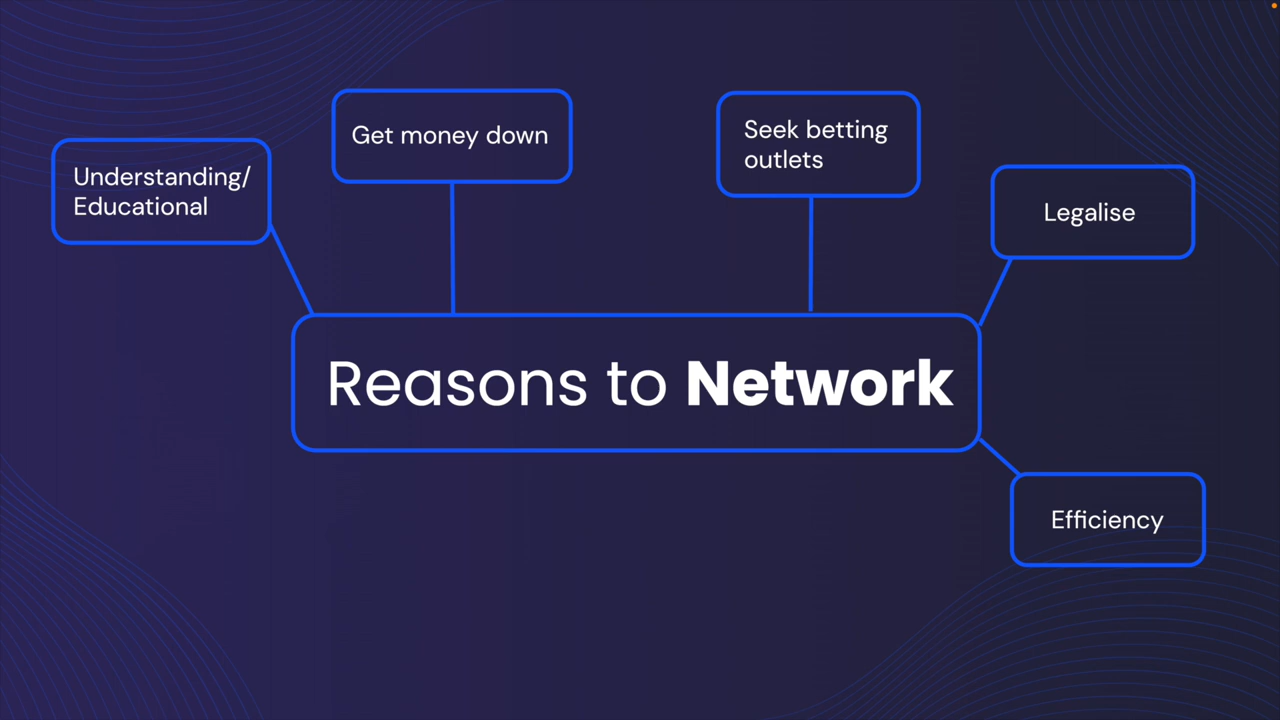 Get money down
Seek betting
outlets
Understanding/
Educational
Legalise
Reasons to Network
Efficiency